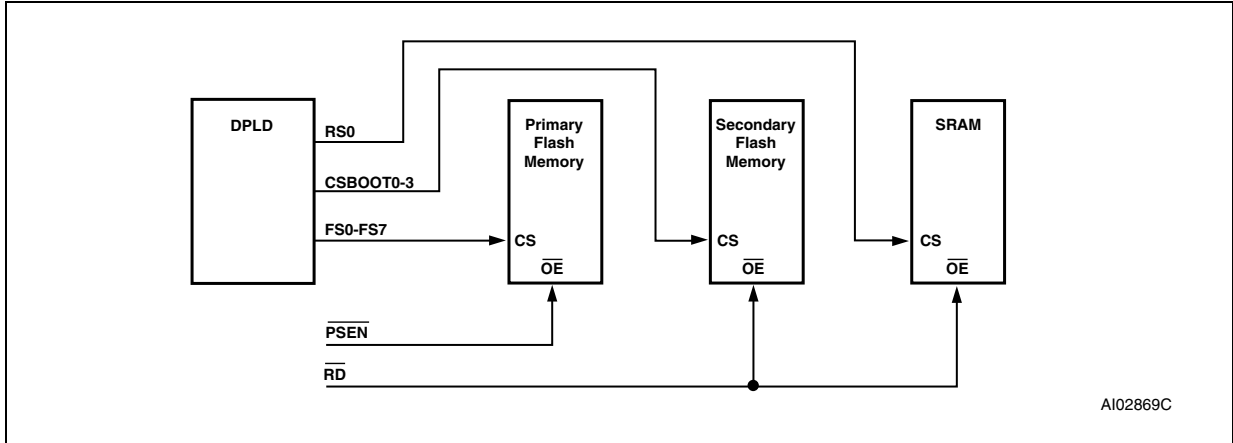 DPLD
RS0
CSBOOT0-3
FS0-FS7
Primary
Flash
Memory
CS
OE
Secondary
Flash
Memory
CS
OE
SRAM
CS
OE
PSEN
RD
AI02869C